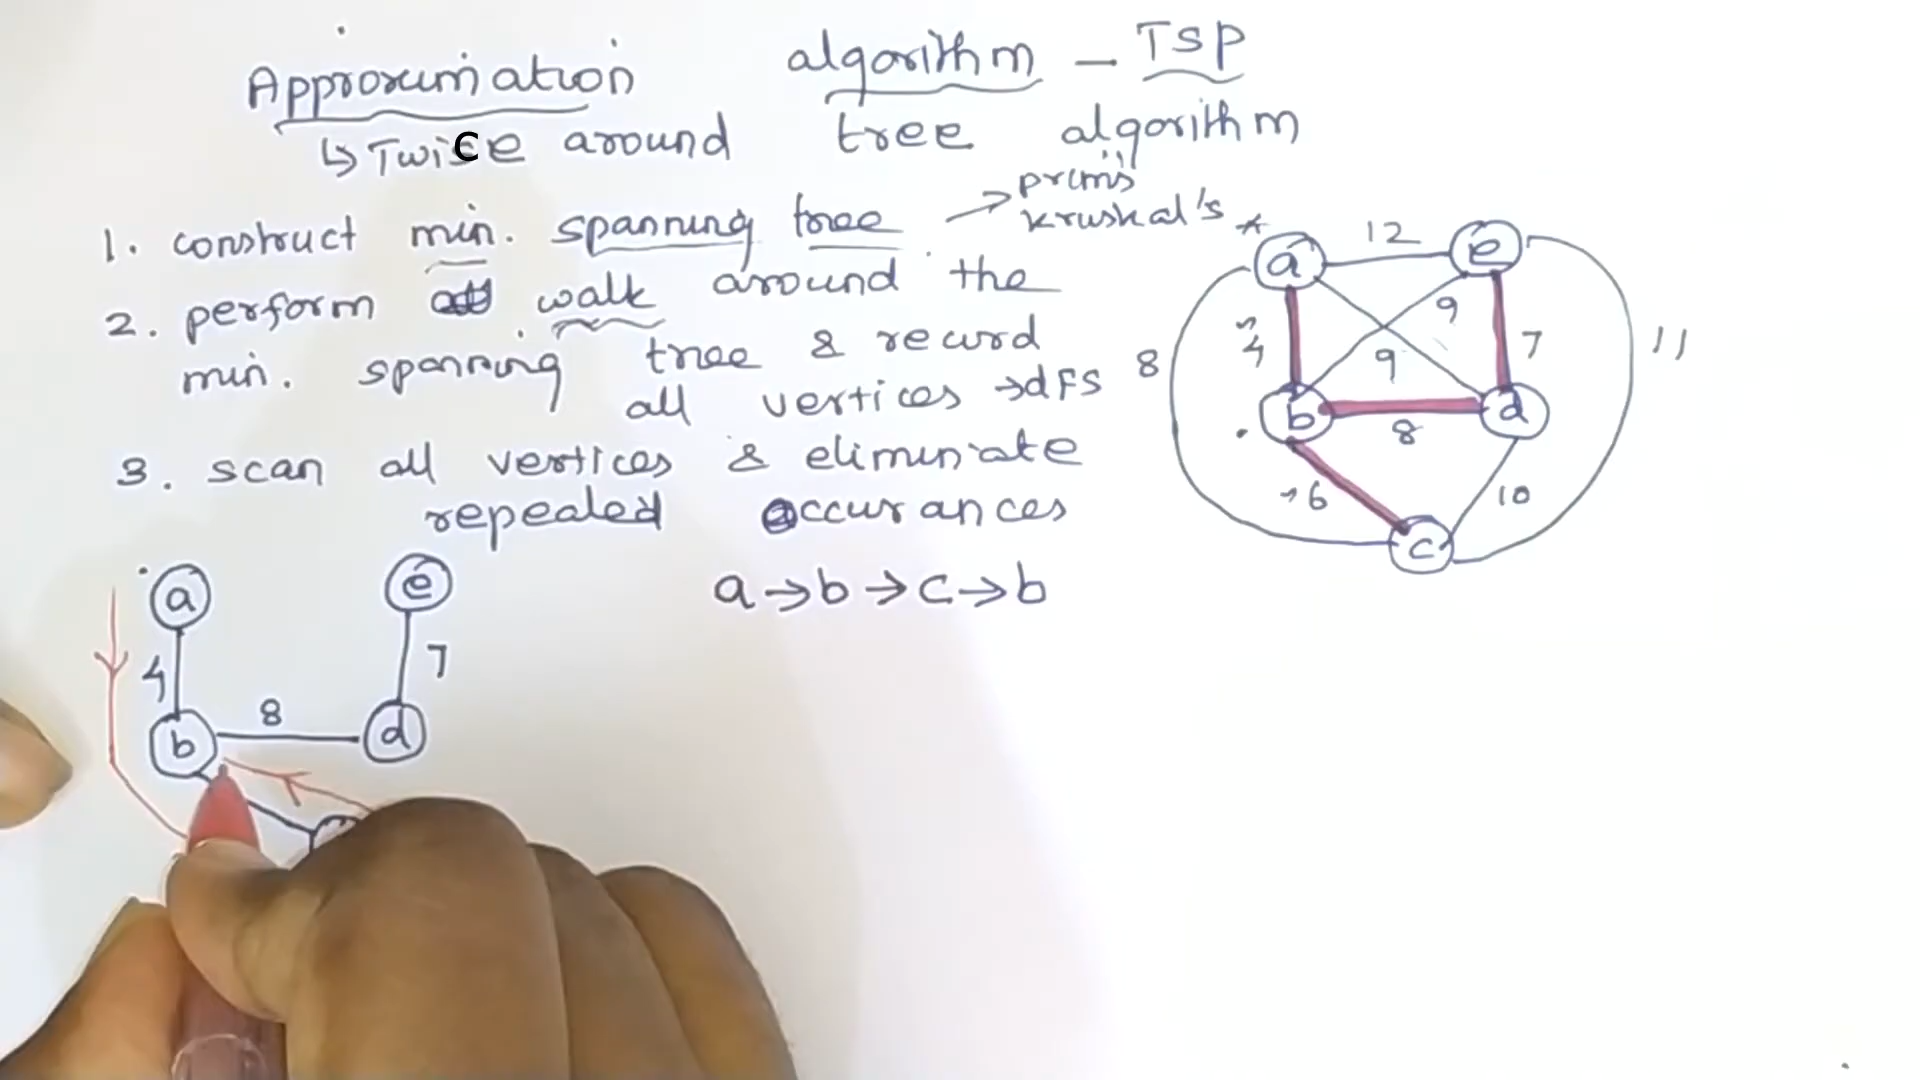 Approximation algorithm - TSP
↳ Twice around tree algorithm
1. construct min. spanning tree → prim's
kruskal's
2. perform a walk around the
min. spanning tree & record
all vertices → dFS
3. scan all vertices & eliminate
repeated occurances
a 12 e
9
4 9 7
8 11
b 8 d
6 10
c
a → b → c → b
a e
4 7
8
b d